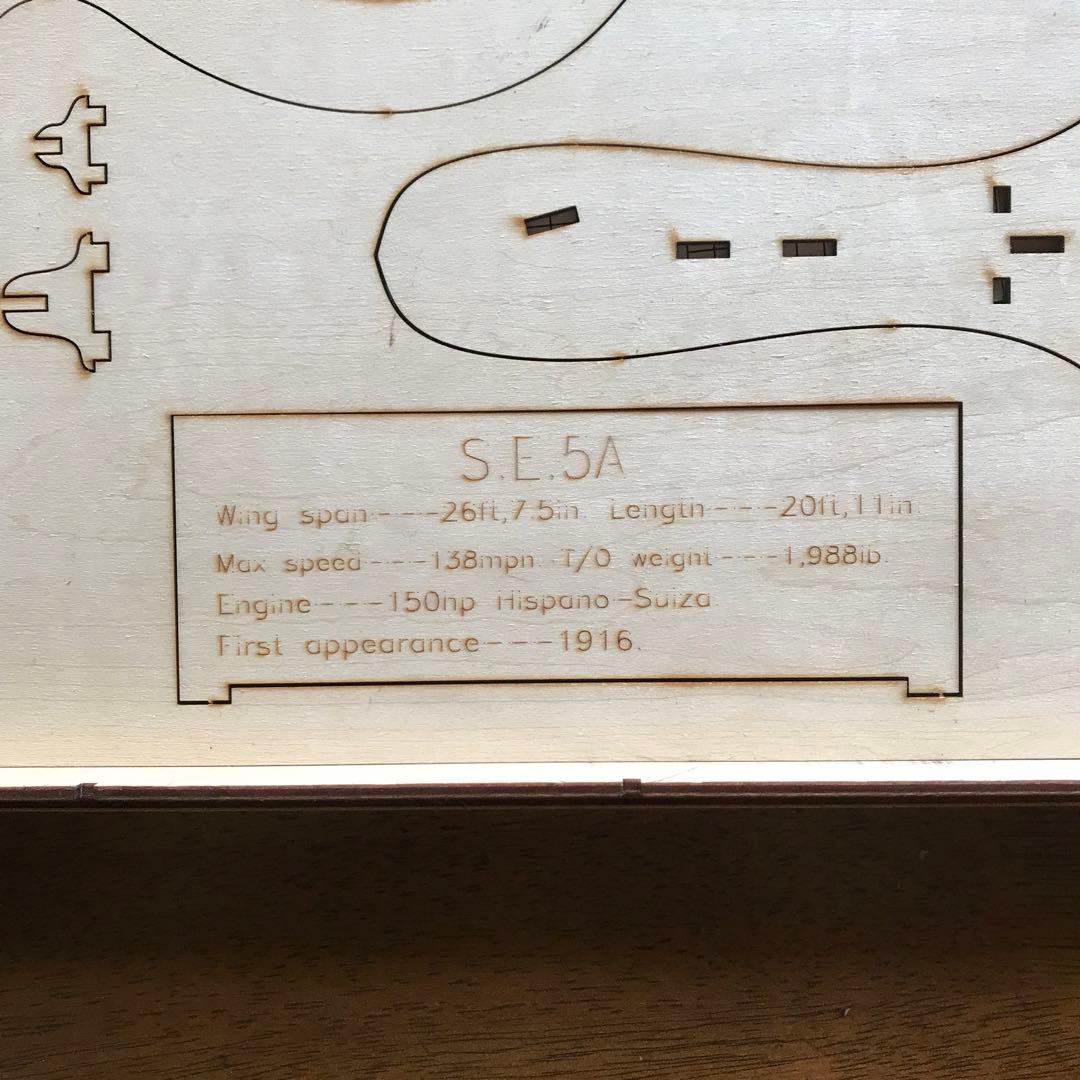 S.E.5A
Wing span---26ft,7.5in. Length---20ft,11in.
Max speed---138mph. T/O weight---1,988lb.
Engine---150hp Hispano-Suiza.
First appearance---1916.